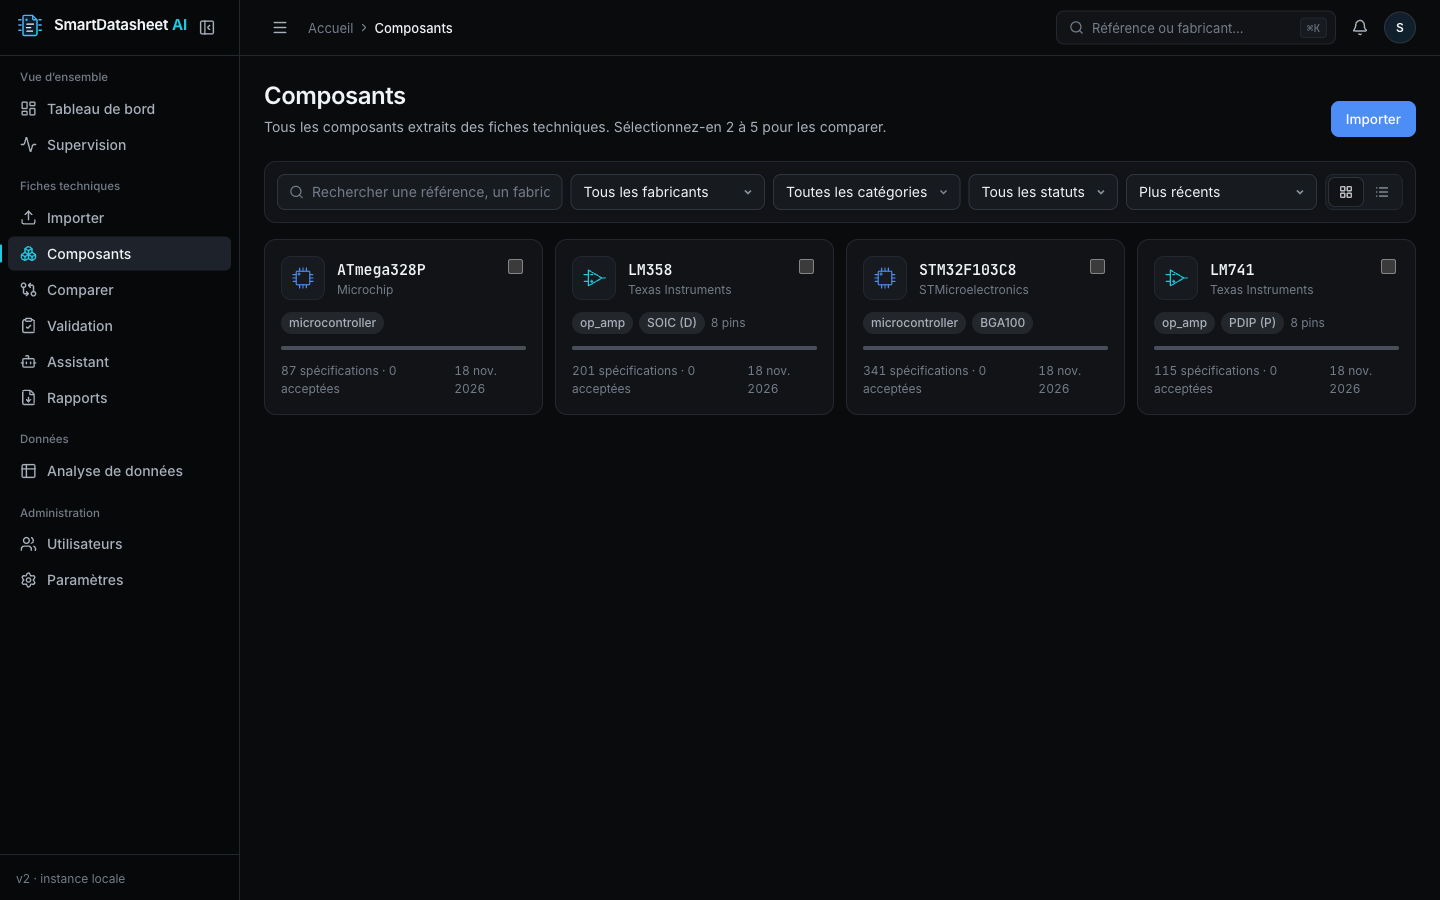 SmartDatasheet AI
Accueil > Composants
Référence ou fabricant...
⌘K
S
Vue d'ensemble
Tableau de bord
Supervision
Fiches techniques
Importer
Composants
Comparer
Validation
Assistant
Rapports
Données
Analyse de données
Administration
Utilisateurs
Paramètres
v2 · instance locale
Composants
Tous les composants extraits des fiches techniques. Sélectionnez-en 2 à 5 pour les comparer.
Importer
Rechercher une référence, un fabric
Tous les fabricants
Toutes les catégories
Tous les statuts
Plus récents
ATmega328P
Microchip
microcontroller
87 spécifications · 0
acceptées
18 nov.
2026
LM358
Texas Instruments
op_amp SOIC (D) 8 pins
201 spécifications · 0
acceptées
18 nov.
2026
STM32F103C8
STMicroelectronics
microcontroller BGA100
341 spécifications · 0
acceptées
18 nov.
2026
LM741
Texas Instruments
op_amp PDIP (P) 8 pins
115 spécifications · 0
acceptées
18 nov.
2026